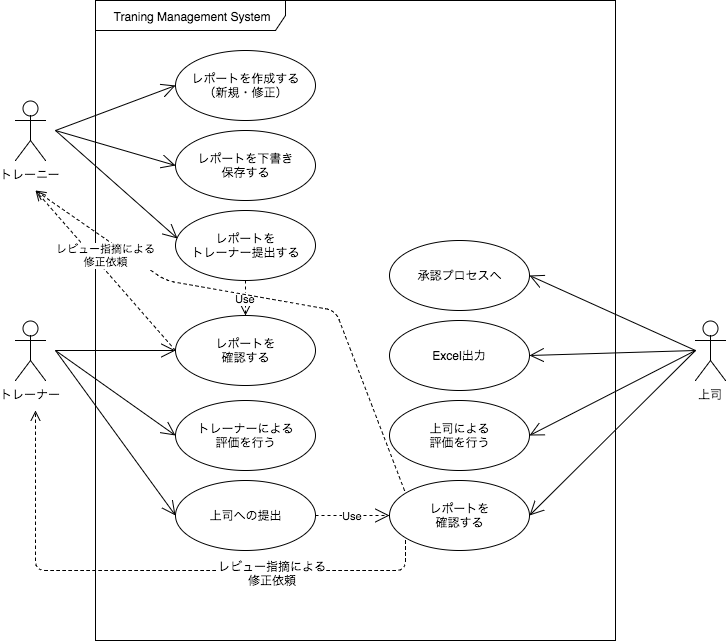 Traning Management System
レポートを作成する
（新規・修正）
トレーニー
レポートを下書き
保存する
レポートを
トレーナー提出する
レビュー指摘による
修正依頼
承認プロセスへ
Use
レポートを
確認する
Excel出力
トレーナー
上司
トレーナーによる
評価を行う
上司による
評価を行う
上司への提出
Use
レポートを
確認する
レビュー指摘による
修正依頼